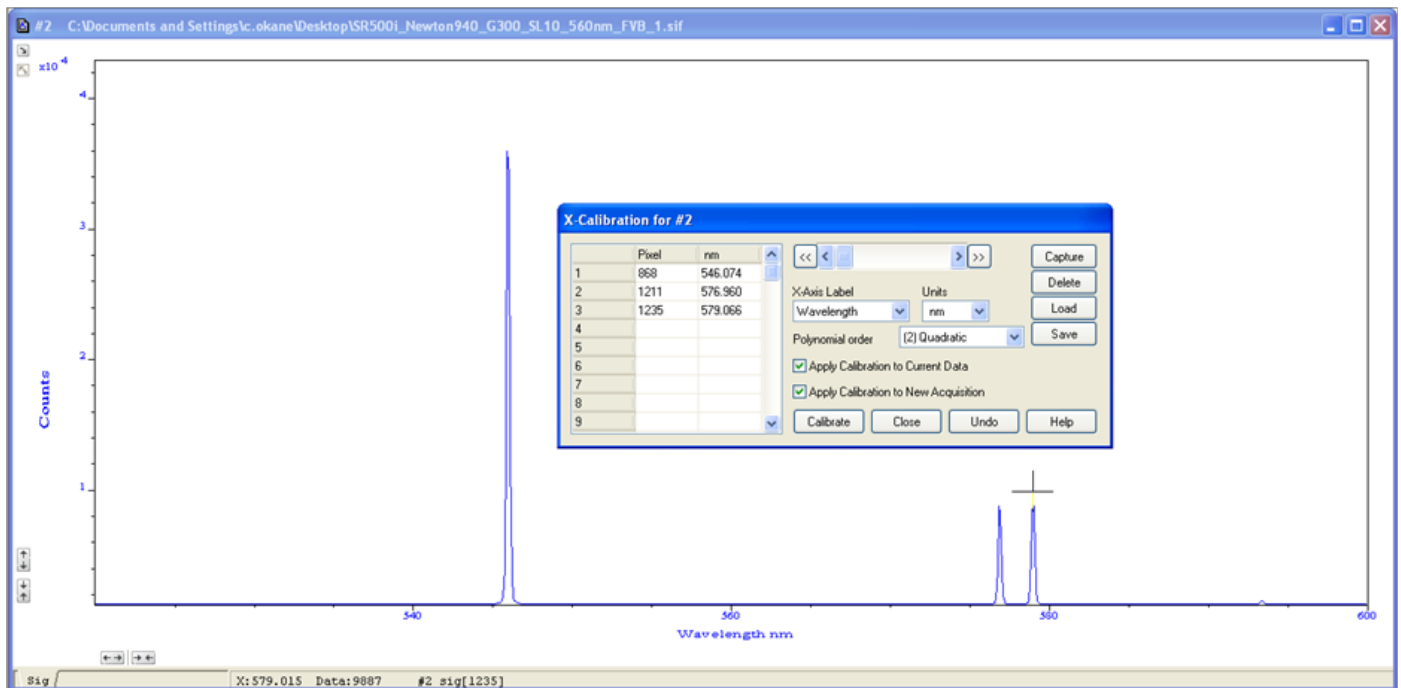 #2 C:\Documents and Settings\c.okane\Desktop\SR500i_Newton940_G300_SL10_560nm_FVB_1.sif
x10 4
4
3
2
1
Counts
X-Calibration for #2
Pixel nm
1 868 546.074
2 1211 576.960
3 1235 579.066
4
5
6
7
8
9
<< < > >>
Capture
Delete
Load
Save
X-Axis Label Units
Wavelength nm
Polynomial order (2) Quadratic
Apply Calibration to Current Data
Apply Calibration to New Acquisition
Calibrate Close Undo Help
540 560 580 600
Wavelength nm
Sig X:579.015 Data:9887 #2 sig[1235]